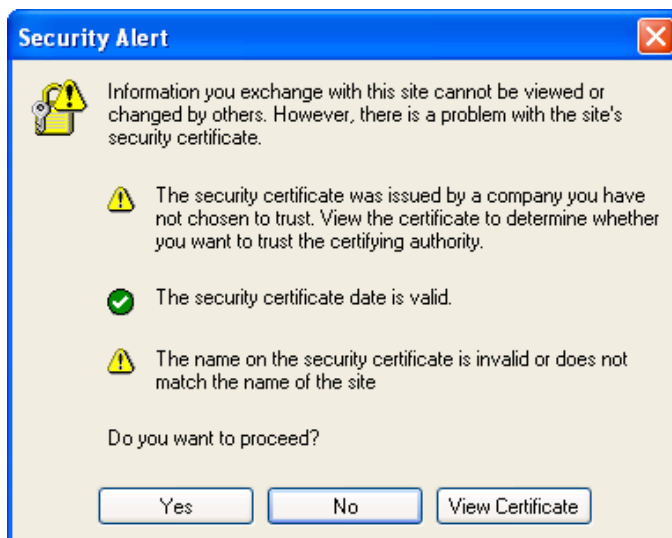 Security Alert
Information you exchange with this site cannot be viewed or
changed by others. However, there is a problem with the site's
security certificate.
The security certificate was issued by a company you have
not chosen to trust. View the certificate to determine whether
you want to trust the certifying authority.
The security certificate date is valid.
The name on the security certificate is invalid or does not
match the name of the site
Do you want to proceed?
Yes
No
View Certificate